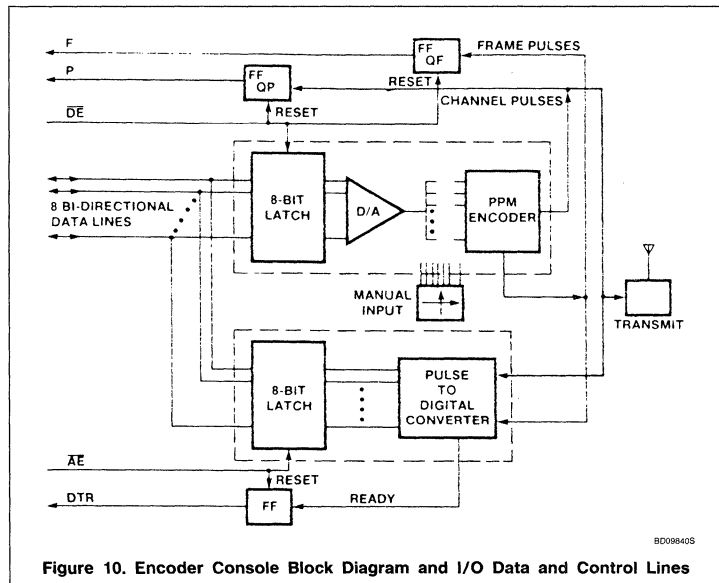 F
FF
QF
FRAME PULSES
P
FF
QP
RESET
CHANNEL PULSES
DE
RESET
8 BI-DIRECTIONAL
DATA LINES
8-BIT
LATCH
D/A
PPM
ENCODER
MANUAL
INPUT
TRANSMIT
8-BIT
LATCH
PULSE
TO
DIGITAL
CONVERTER
AE
RESET
DTR
FF
READY
BD09840S
Figure 10. Encoder Console Block Diagram and I/O Data and Control Lines